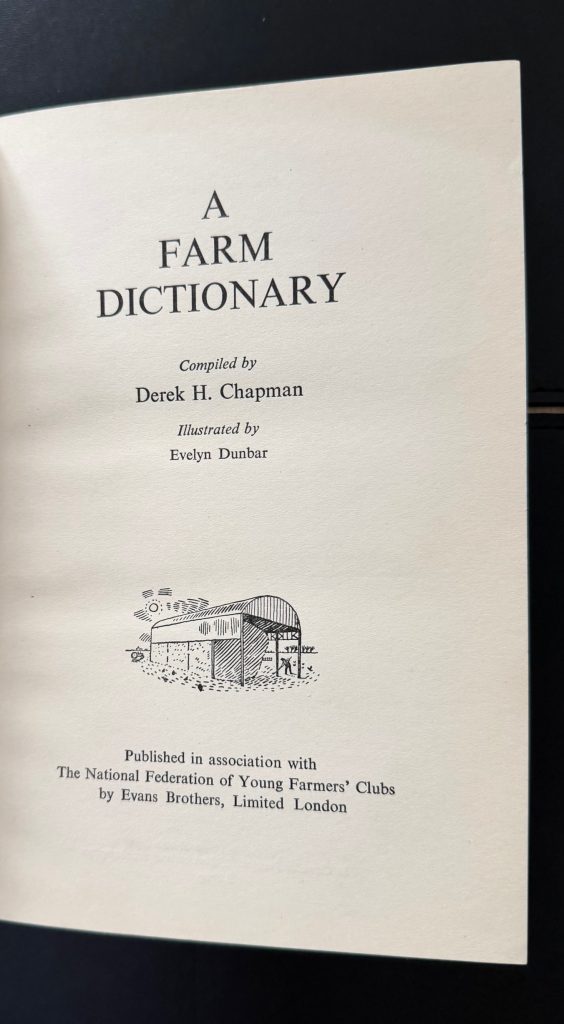 A
FARM
DICTIONARY
Compiled by
Derek H. Chapman
Illustrated by
Evelyn Dunbar
Published in association with
The National Federation of Young Farmers' Clubs
by Evans Brothers, Limited London